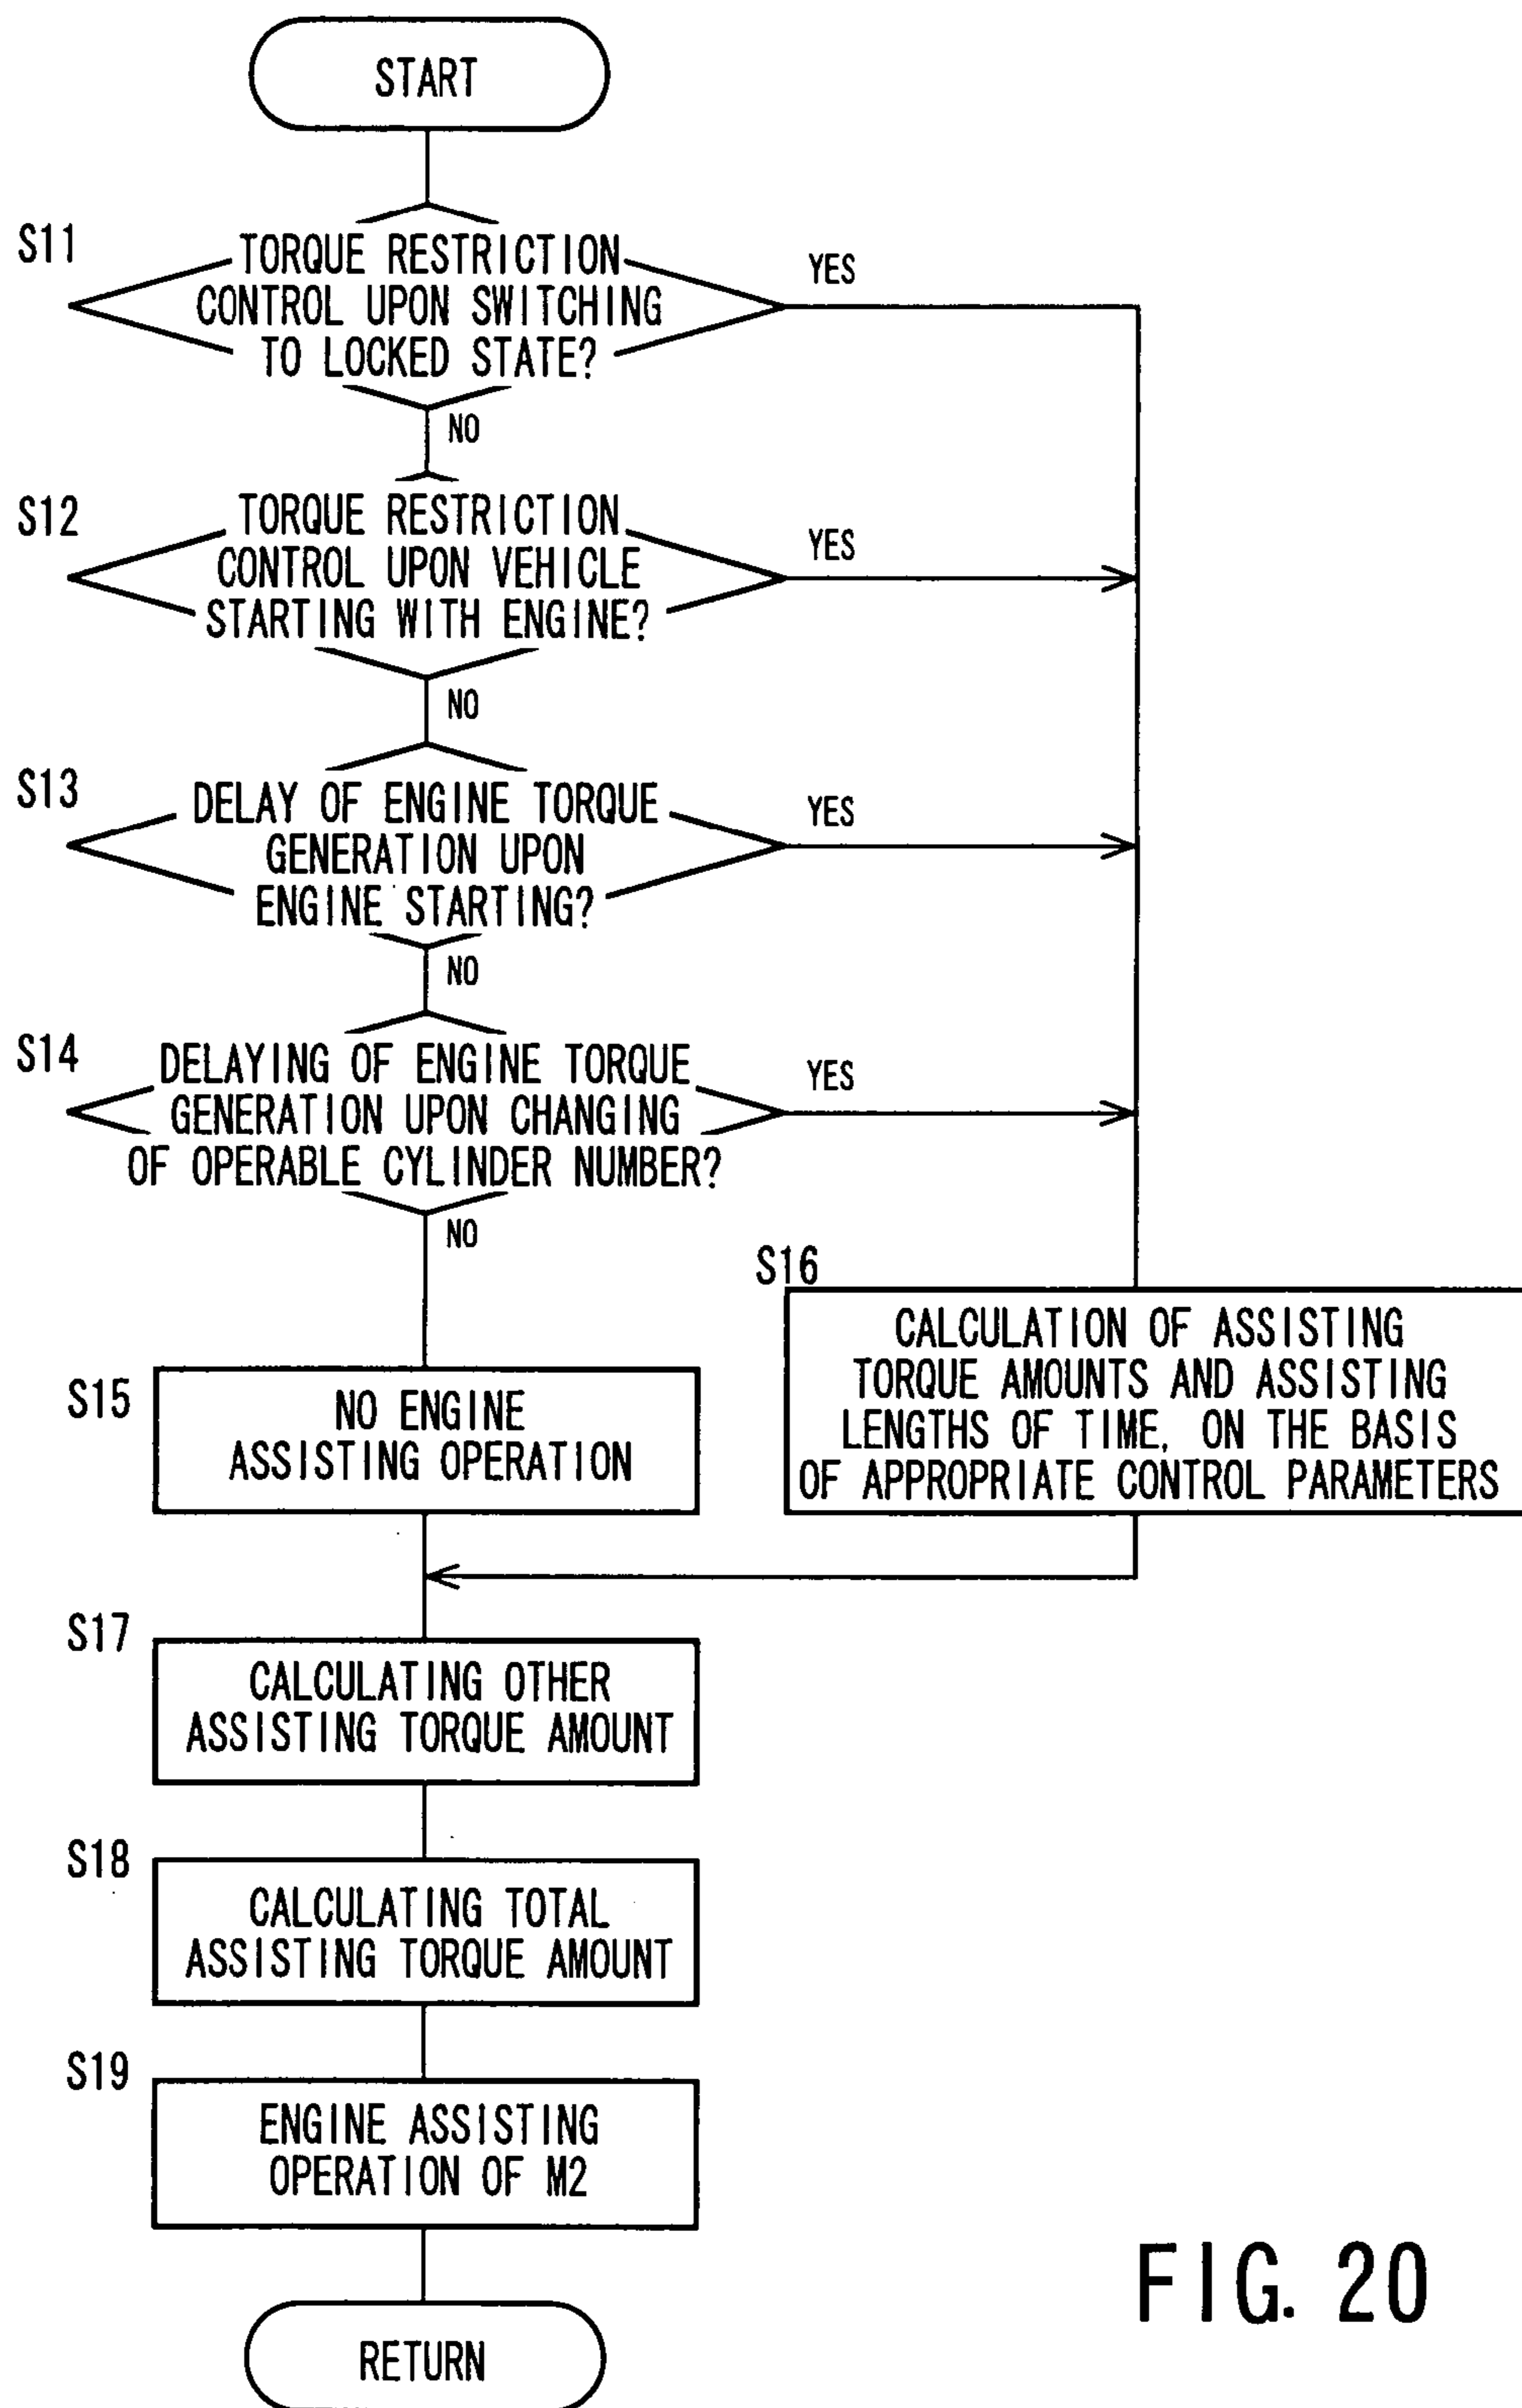 START
S11
TORQUE RESTRICTION
CONTROL UPON SWITCHING
TO LOCKED STATE?
YES
NO
S12
TORQUE RESTRICTION
CONTROL UPON VEHICLE
STARTING WITH ENGINE?
YES
NO
S13
DELAY OF ENGINE TORQUE
GENERATION UPON
ENGINE STARTING?
YES
NO
S14
DELAYING OF ENGINE TORQUE
GENERATION UPON CHANGING
OF OPERABLE CYLINDER NUMBER?
YES
NO
S16
CALCULATION OF ASSISTING
TORQUE AMOUNTS AND ASSISTING
LENGTHS OF TIME, ON THE BASIS
OF APPROPRIATE CONTROL PARAMETERS
S15
NO ENGINE
ASSISTING OPERATION
S17
CALCULATING OTHER
ASSISTING TORQUE AMOUNT
S18
CALCULATING TOTAL
ASSISTING TORQUE AMOUNT
S19
ENGINE ASSISTING
OPERATION OF M2
RETURN
FIG. 20